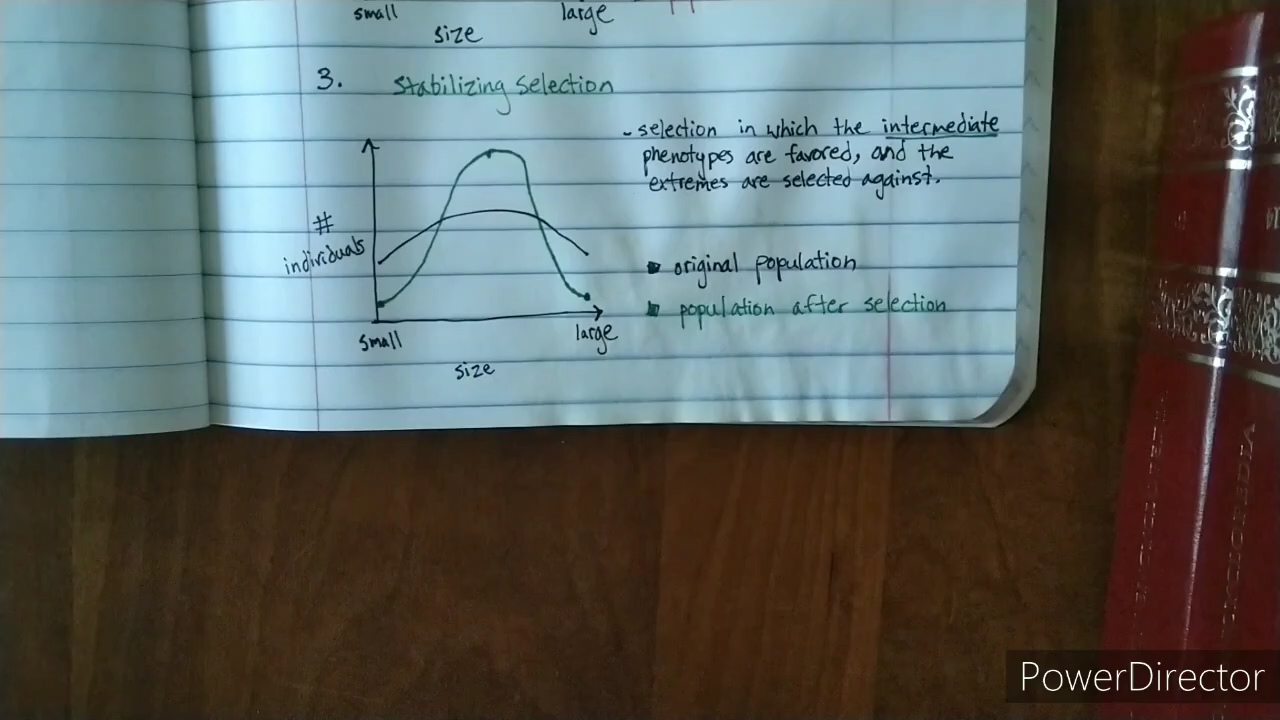 small
large
size
3. Stabilizing Selection
- selection in which the intermediate
phenotypes are favored, and the
extremes are selected against.
#
individuals
original population
population after selection
small
large
size
PowerDirector